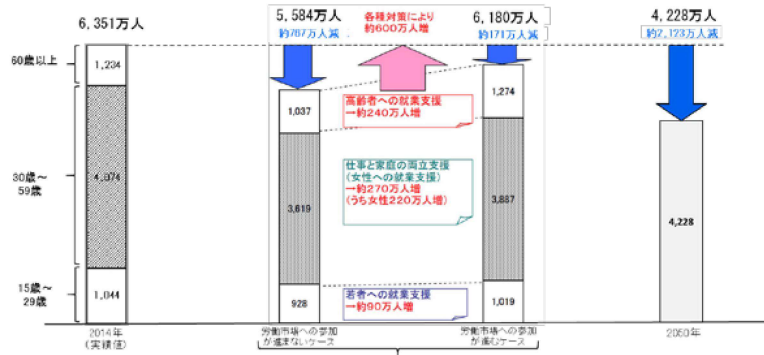 6,351万人
5,584万人
約767万人減
各種対策により
約600万人増
6,180万人
約171万人減
4,228万人
約2,123万人減
60歳以上
1,234
1,037
高齢者への就業支援
→約240万人増
1,274
30歳～
59歳
4,074
3,619
仕事と家庭の両立支援
(女性への就業支援)
→約270万人増
(うち女性220万人増)
3,887
4,228
15歳～
29歳
1,044
928
若者への就業支援
→約90万人増
1,019
2014年
(実績値)
労働市場への参加
が進まないケース
労働市場への参加
が進むケース
2060年